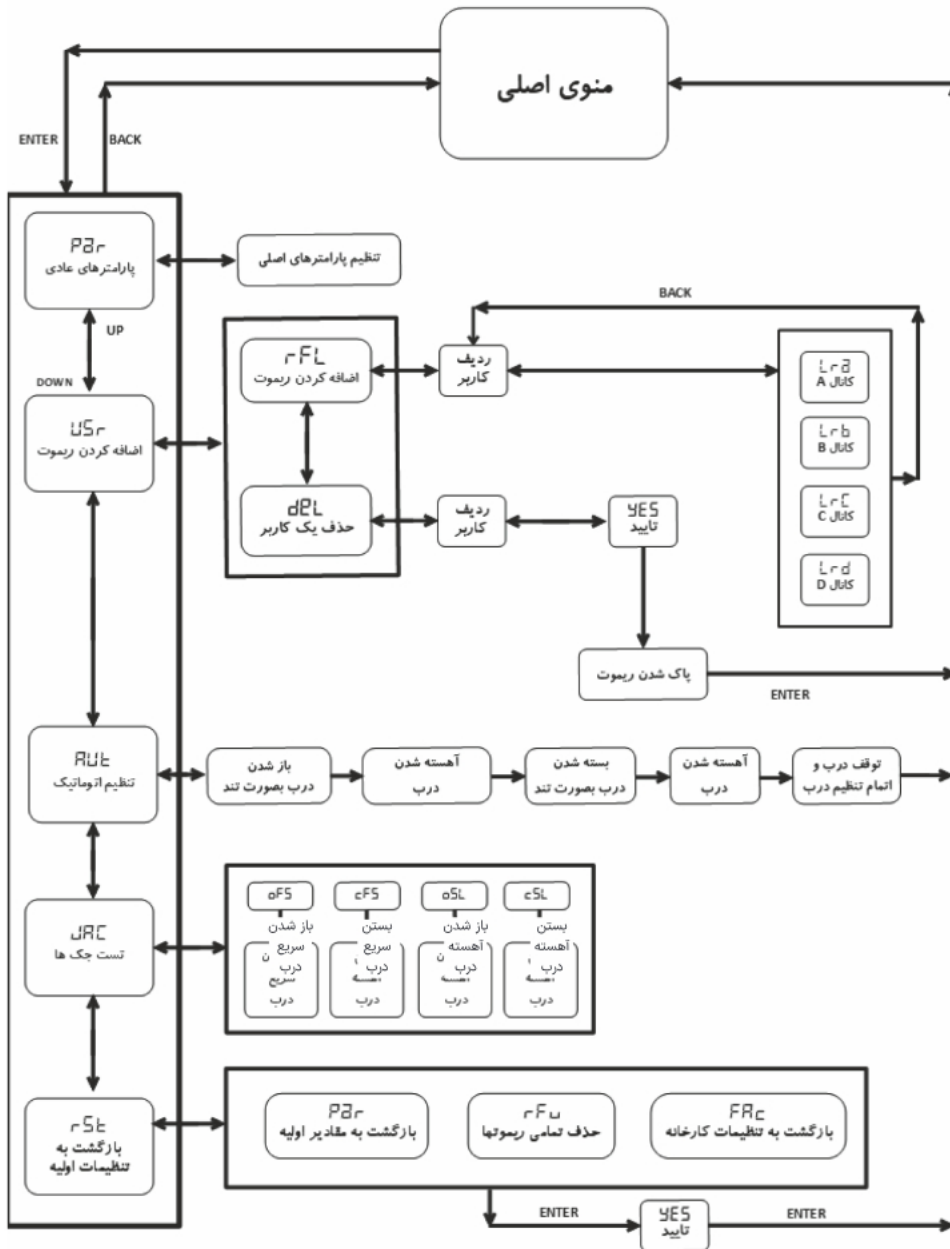 منوی اصلی
ENTER
BACK
PAr
پارامترهای عادی
تنظیم پارامترهای اصلی
UP
DOWN
BACK
USr
اضافه کردن ریموت
rFL
اضافه کردن ریموت
ردیف
کاربر
LrA
کانال A
Lrb
کانال B
LrC
کانال C
Lrd
کانال D
dEL
حذف یک کاربر
ردیف
کاربر
YES
تایید
پاک شدن ریموت
ENTER
AUt
تنظیم اتوماتیک
باز شدن
درب بصورت تند
آهسته شدن
درب
بسته شدن
درب بصورت تند
آهسته شدن
درب
توقف درب و
اتمام تنظیم درب
JAC
تست جک ها
oFS
باز شدن
سریع
درب
سریع
درب
cFS
بستن
سریع
درب
درب
oSL
باز شدن
آهسته
درب
درب
cSL
بستن
آهسته
درب
درب
rSt
بازگشت به
تنظیمات اولیه
PAr
بازگشت به مقادیر اولیه
rFu
حذف تمامی ریموتها
FAc
بازگشت به تنظیمات کارخانه
ENTER
YES
تایید
ENTER